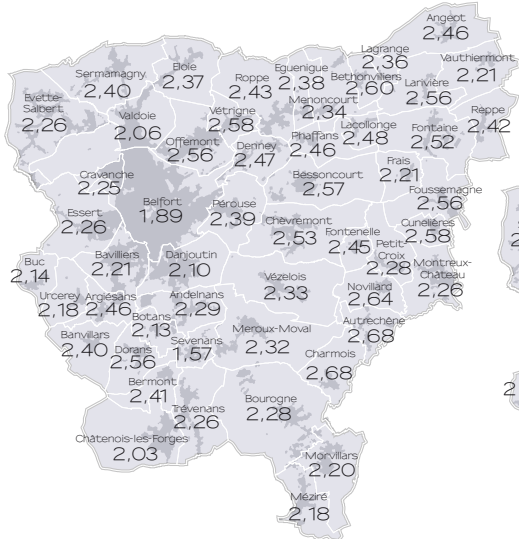 Angeot
2,46
Lagrange
2,36
Vauthiermont
2,21
Eloie
2,37
Sermamagny
2,40
Roppe
2,43
Eguenigue
2,38
Bethonvilliers
2,60
Larivière
2,56
Evette-
Salbert
2,26
Valdoie
2,06
Vétrigne
2,58
Menoncourt
2,34
Reppe
2,42
Offemont
2,56
Denney
2,47
Phaffans
2,46
Lacollonge
2,48
Fontaine
2,52
Cravanche
2,25
Bessoncourt
2,57
Frais
2,21
Foussemagne
2,56
Belfort
1,89
Pérouse
2,39
Essert
2,26
Chèvremont
2,53
Fontenelle
2,45
Cunelières
2,58
Petit-
Croix
2,28
Montreux-
Château
2,26
Buc
2,14
Bavilliers
2,21
Danjoutin
2,10
Vézelois
2,33
Novillard
2,64
Urcerey
2,18
Argiésans
2,46
Andelnans
2,29
Botans
2,13
Autrechêne
2,68
Banvillars
2,40
Dorans
2,56
Sevenans
1,57
Meroux-Moval
2,32
Charmois
2,68
Bermont
2,41
Trévenans
2,26
Bourogne
2,28
Châtenois-les-Forges
2,03
Morvillars
2,20
Méziré
2,18
2